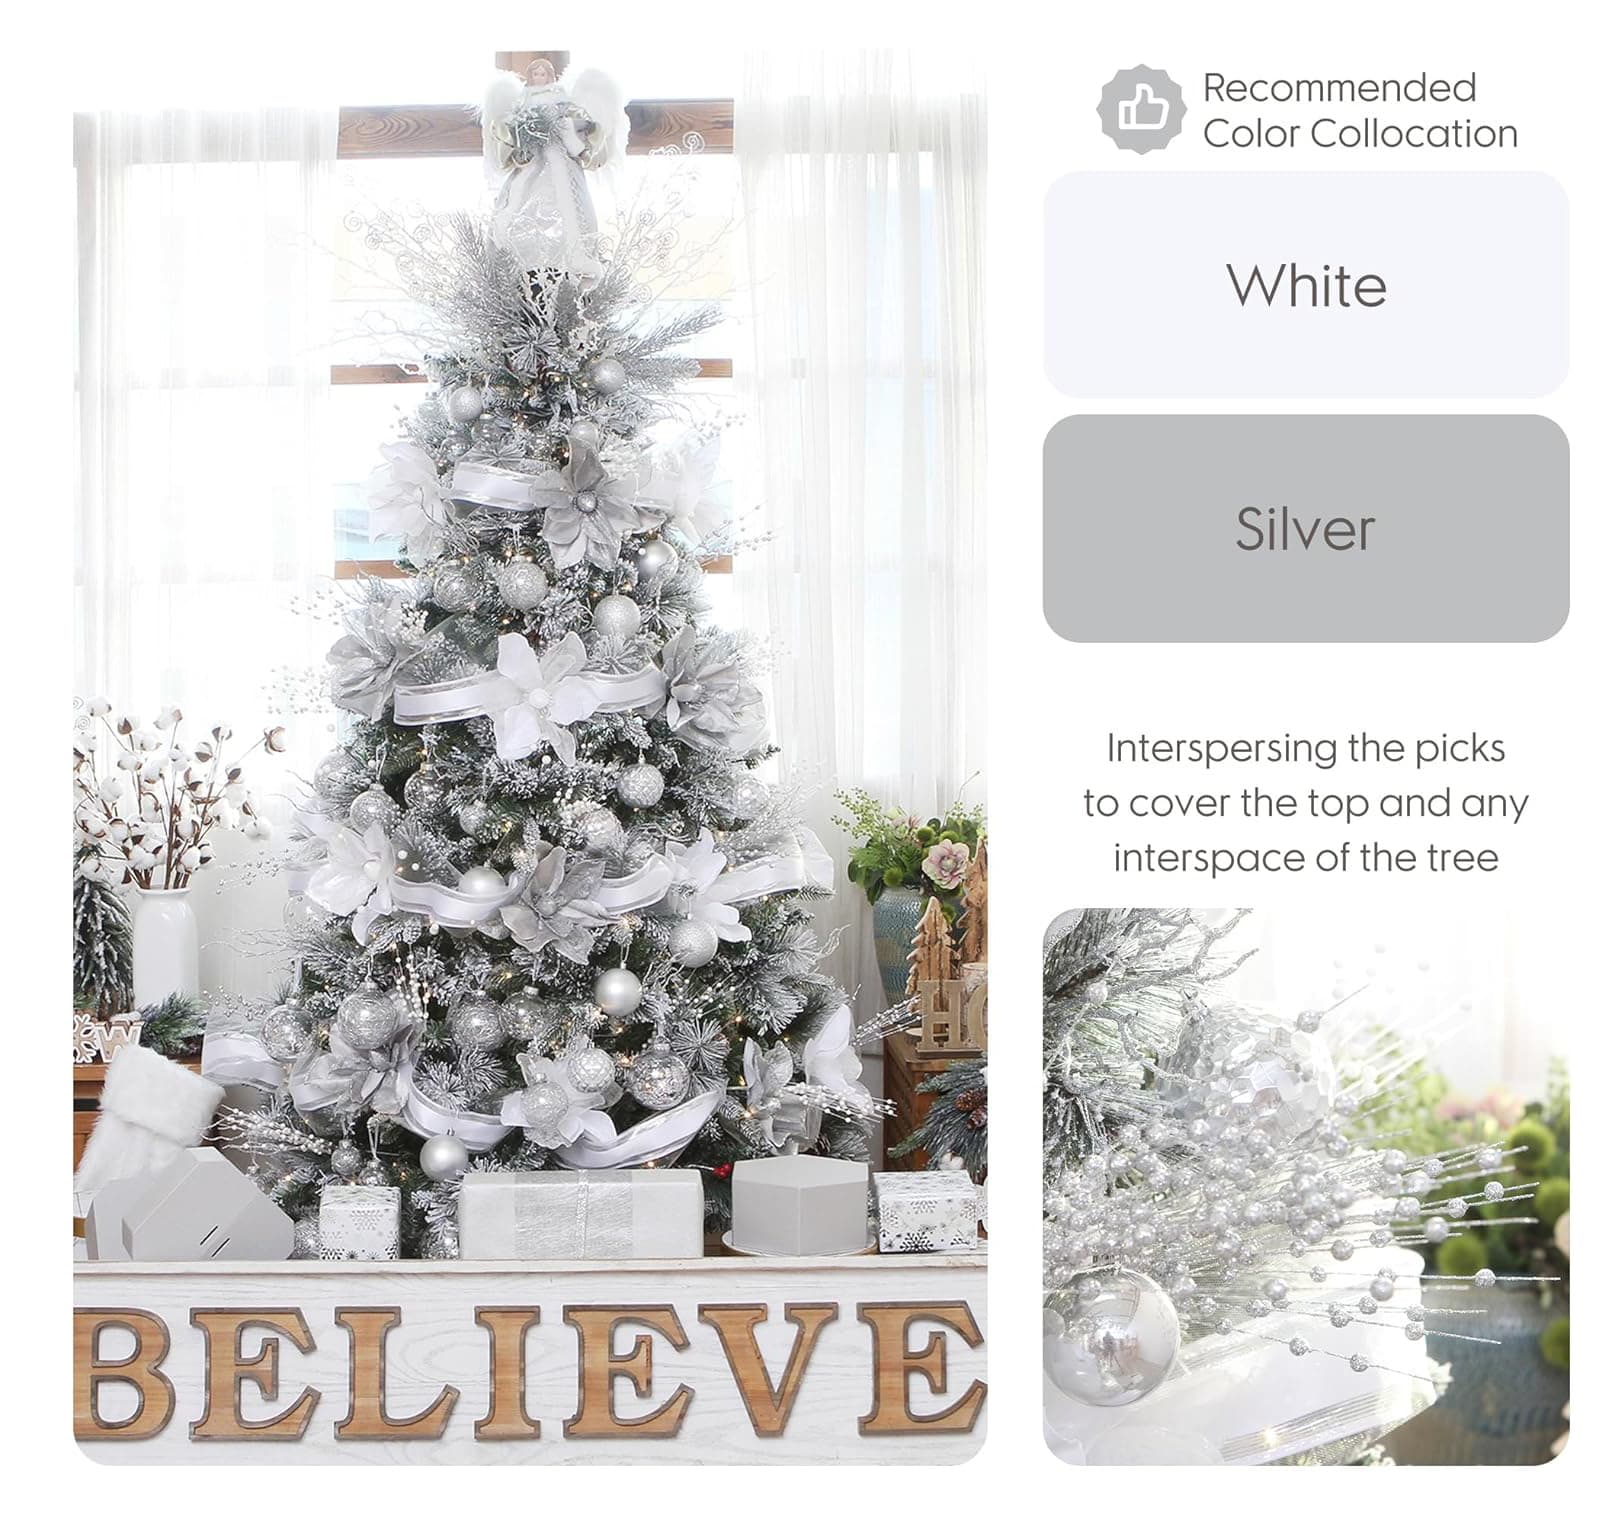 Recommended
Color Collocation
White
Silver
Interspersing the picks
to cover the top and any
interspace of the tree
BELIEVE